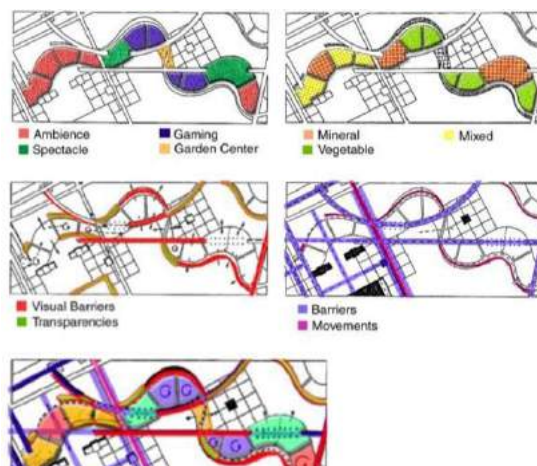 Ambience
Gaming
Spectacle
Garden Center
Mineral
Mixed
Vegetable
Visual Barriers
Transparencies
Barriers
Movements